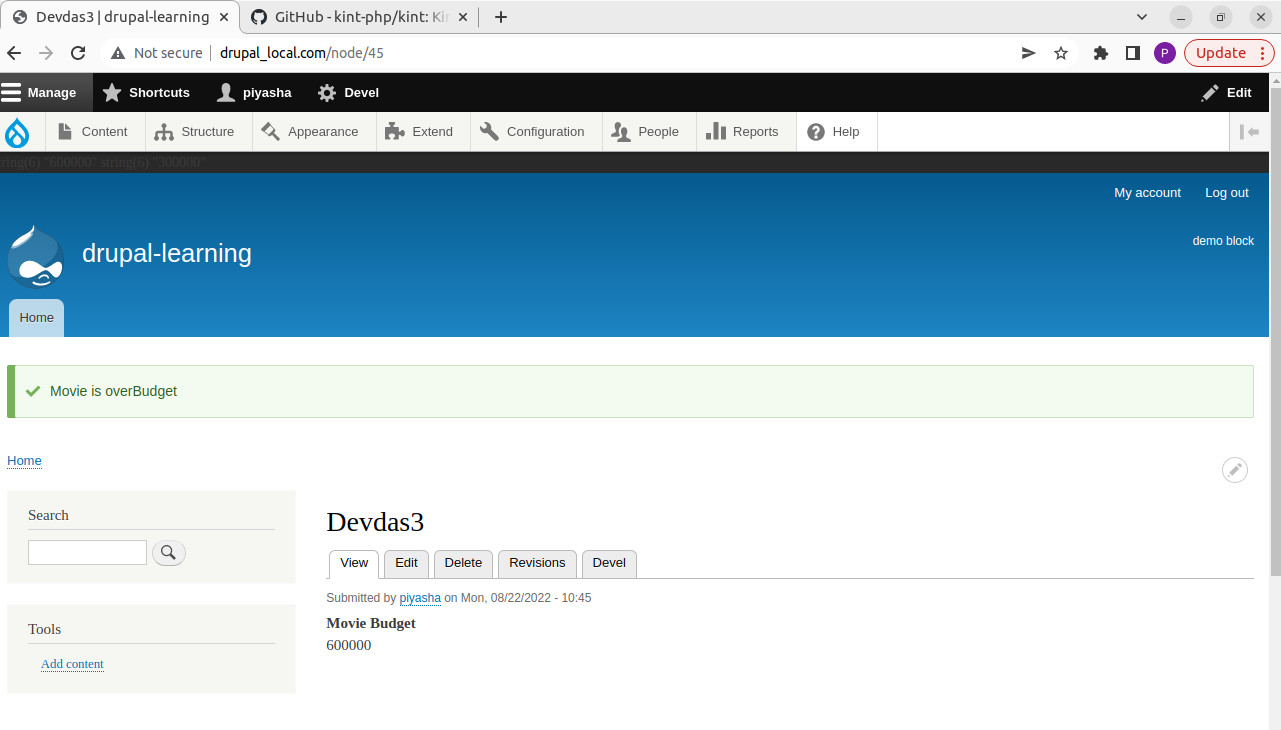 Devdas3 | drupal-learning
GitHub - kint-php/kint: Ki
Not secure
drupal_local.com/node/45
P
Update
Manage
Shortcuts
piyasha
Devel
Edit
Content
Structure
Appearance
Extend
Configuration
People
Reports
Help
ring(6) "600000" string(6) "300000"
My account
Log out
drupal-learning
demo block
Home
Movie is overBudget
Home
Search
Devdas3
View
Edit
Delete
Revisions
Devel
Submitted by piyasha on Mon, 08/22/2022 - 10:45
Movie Budget
600000
Tools
Add content